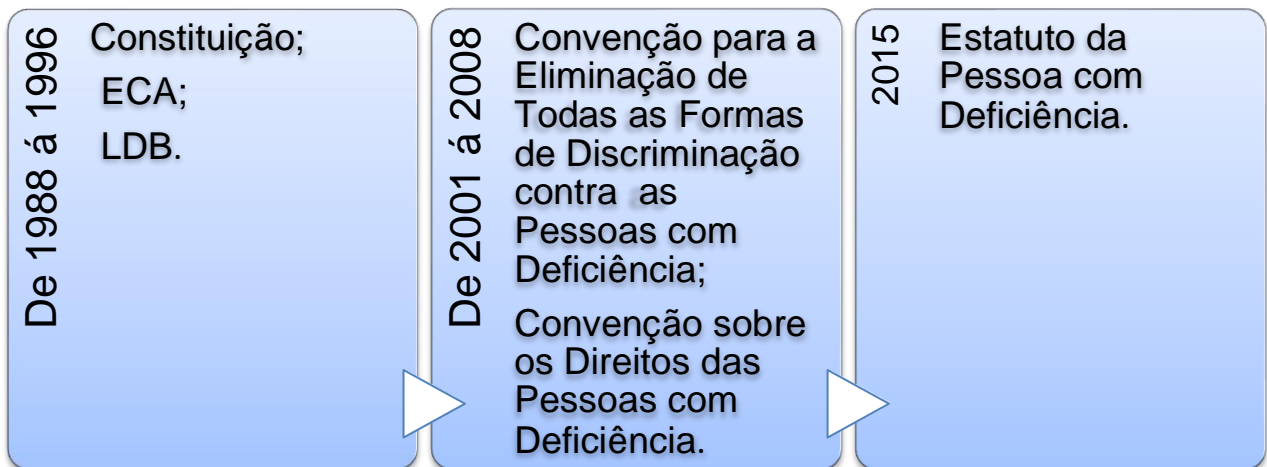 De 1988 á 1996
Constituição;
ECA;
LDB.
De 2001 á 2008
Convenção para a
Eliminação de
Todas as Formas
de Discriminação
contra as
Pessoas com
Deficiência;
Convenção sobre
os Direitos das
Pessoas com
Deficiência.
2015
Estatuto da
Pessoa com
Deficiência.